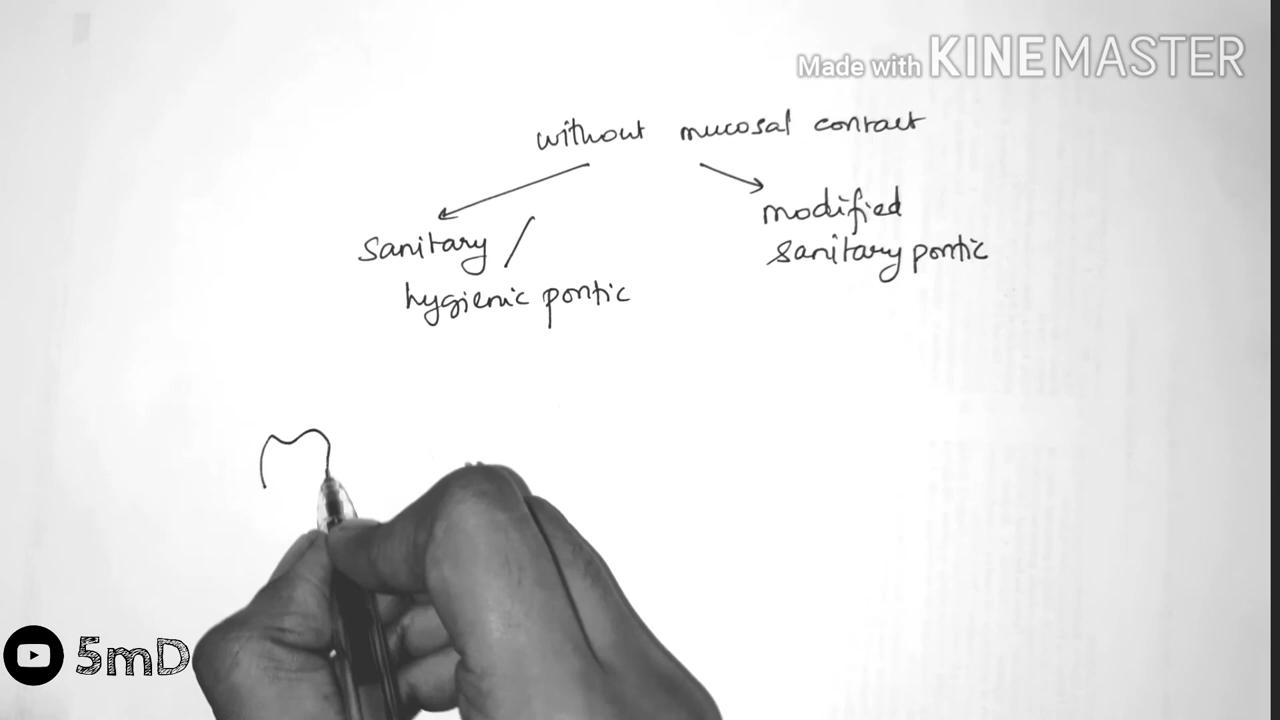 Made with KINEMASTER
without mucosal contact
Sanitary /
hygienic pontic
modified
sanitary pontic
5mD